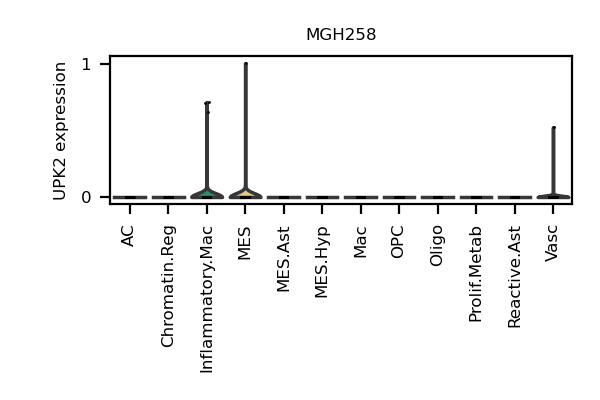 MGH258
UPK2 expression
1
0
AC
Chromatin.Reg
Inflammatory.Mac
MES
MES.Ast
MES.Hyp
Mac
OPC
Oligo
Prolif.Metab
Reactive.Ast
Vasc